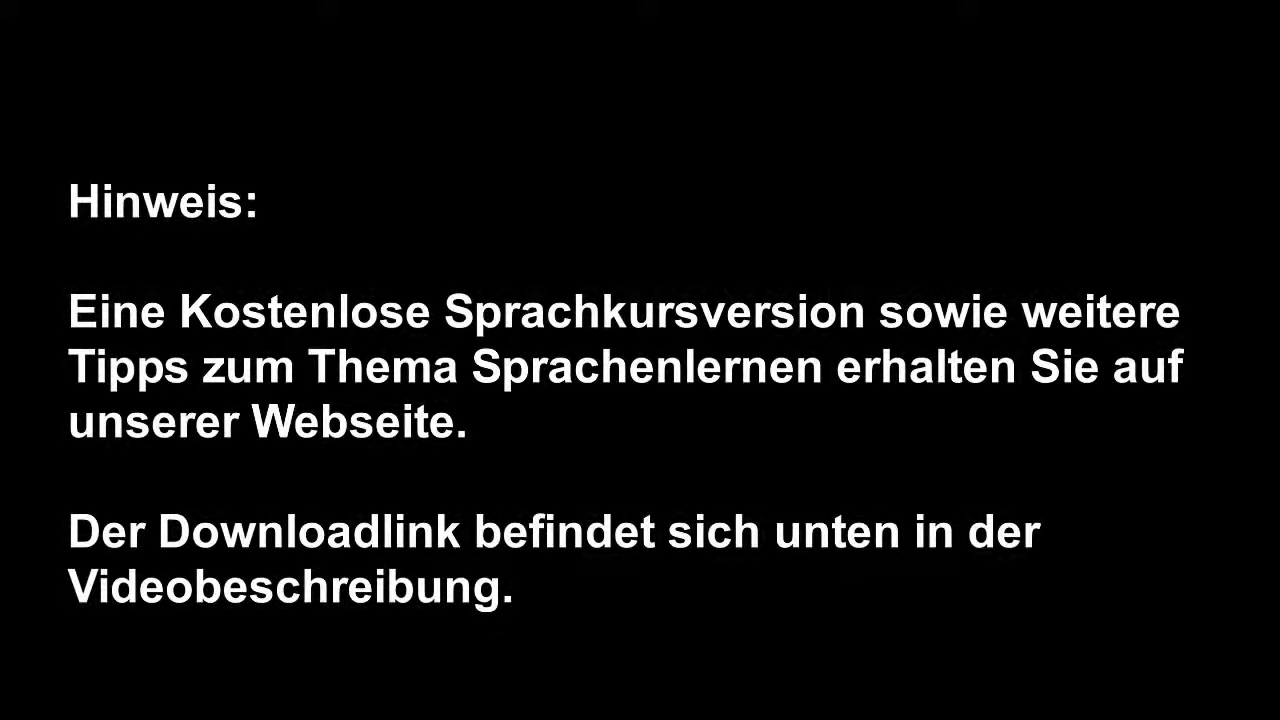 Hinweis:
Eine Kostenlose Sprachkursversion sowie weitere
Tipps zum Thema Sprachenlernen erhalten Sie auf
unserer Webseite.
Der Downloadlink befindet sich unten in der
Videobeschreibung.